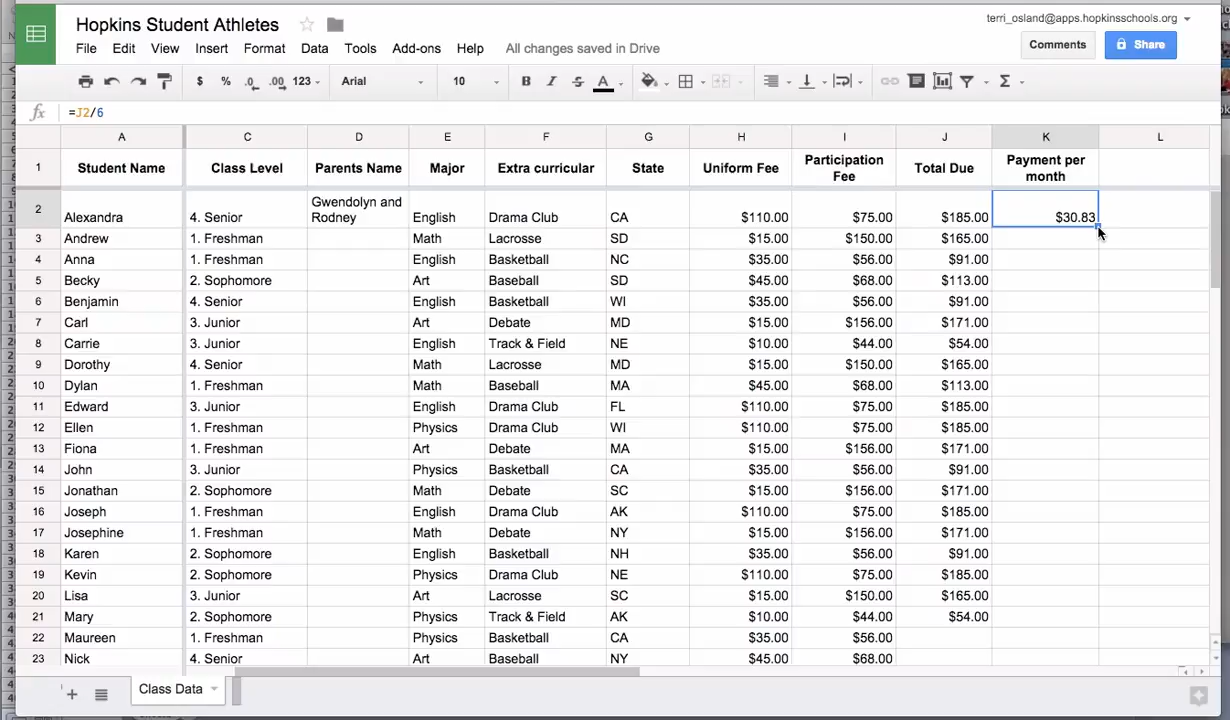 Hopkins Student Athletes
terri_osland@apps.hopkinsschools.org
File Edit View Insert Format Data Tools Add-ons Help All changes saved in Drive
Comments Share
$ % .0 .00 123 Arial 10 B I S A Σ
fx =J2/6
A C D E F G H I J K L
1 Student Name Class Level Parents Name Major Extra curricular State Uniform Fee Participation Fee Total Due Payment per month
2 Alexandra 4. Senior Gwendolyn and Rodney English Drama Club CA $110.00 $75.00 $185.00 $30.83
3 Andrew 1. Freshman Math Lacrosse SD $15.00 $150.00 $165.00
4 Anna 1. Freshman English Basketball NC $35.00 $56.00 $91.00
5 Becky 2. Sophomore Art Baseball SD $45.00 $68.00 $113.00
6 Benjamin 4. Senior English Basketball WI $35.00 $56.00 $91.00
7 Carl 3. Junior Art Debate MD $15.00 $156.00 $171.00
8 Carrie 3. Junior English Track & Field NE $10.00 $44.00 $54.00
9 Dorothy 4. Senior Math Lacrosse MD $15.00 $150.00 $165.00
10 Dylan 1. Freshman Math Baseball MA $45.00 $68.00 $113.00
11 Edward 3. Junior English Drama Club FL $110.00 $75.00 $185.00
12 Ellen 1. Freshman Physics Drama Club WI $110.00 $75.00 $185.00
13 Fiona 1. Freshman Art Debate MA $15.00 $156.00 $171.00
14 John 3. Junior Physics Basketball CA $35.00 $56.00 $91.00
15 Jonathan 2. Sophomore Math Debate SC $15.00 $156.00 $171.00
16 Joseph 1. Freshman English Drama Club AK $110.00 $75.00 $185.00
17 Josephine 1. Freshman Math Debate NY $15.00 $156.00 $171.00
18 Karen 2. Sophomore English Basketball NH $35.00 $56.00 $91.00
19 Kevin 2. Sophomore Physics Drama Club NE $110.00 $75.00 $185.00
20 Lisa 3. Junior Art Lacrosse SC $15.00 $150.00 $165.00
21 Mary 2. Sophomore Physics Track & Field AK $10.00 $44.00 $54.00
22 Maureen 1. Freshman Physics Basketball CA $35.00 $56.00
23 Nick 4. Senior Art Baseball NY $45.00 $68.00
Class Data